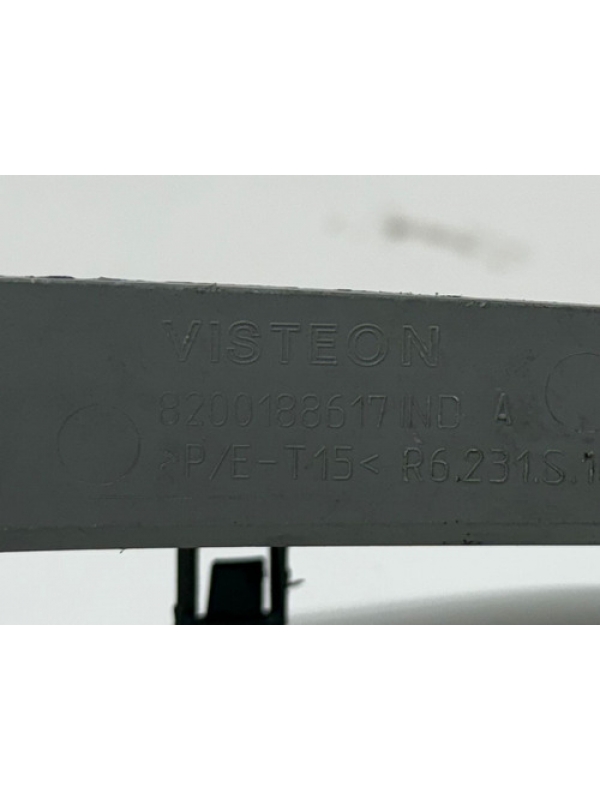 VISTEON
8200188617 IND A
>P/E-T15< R6.231.S.1